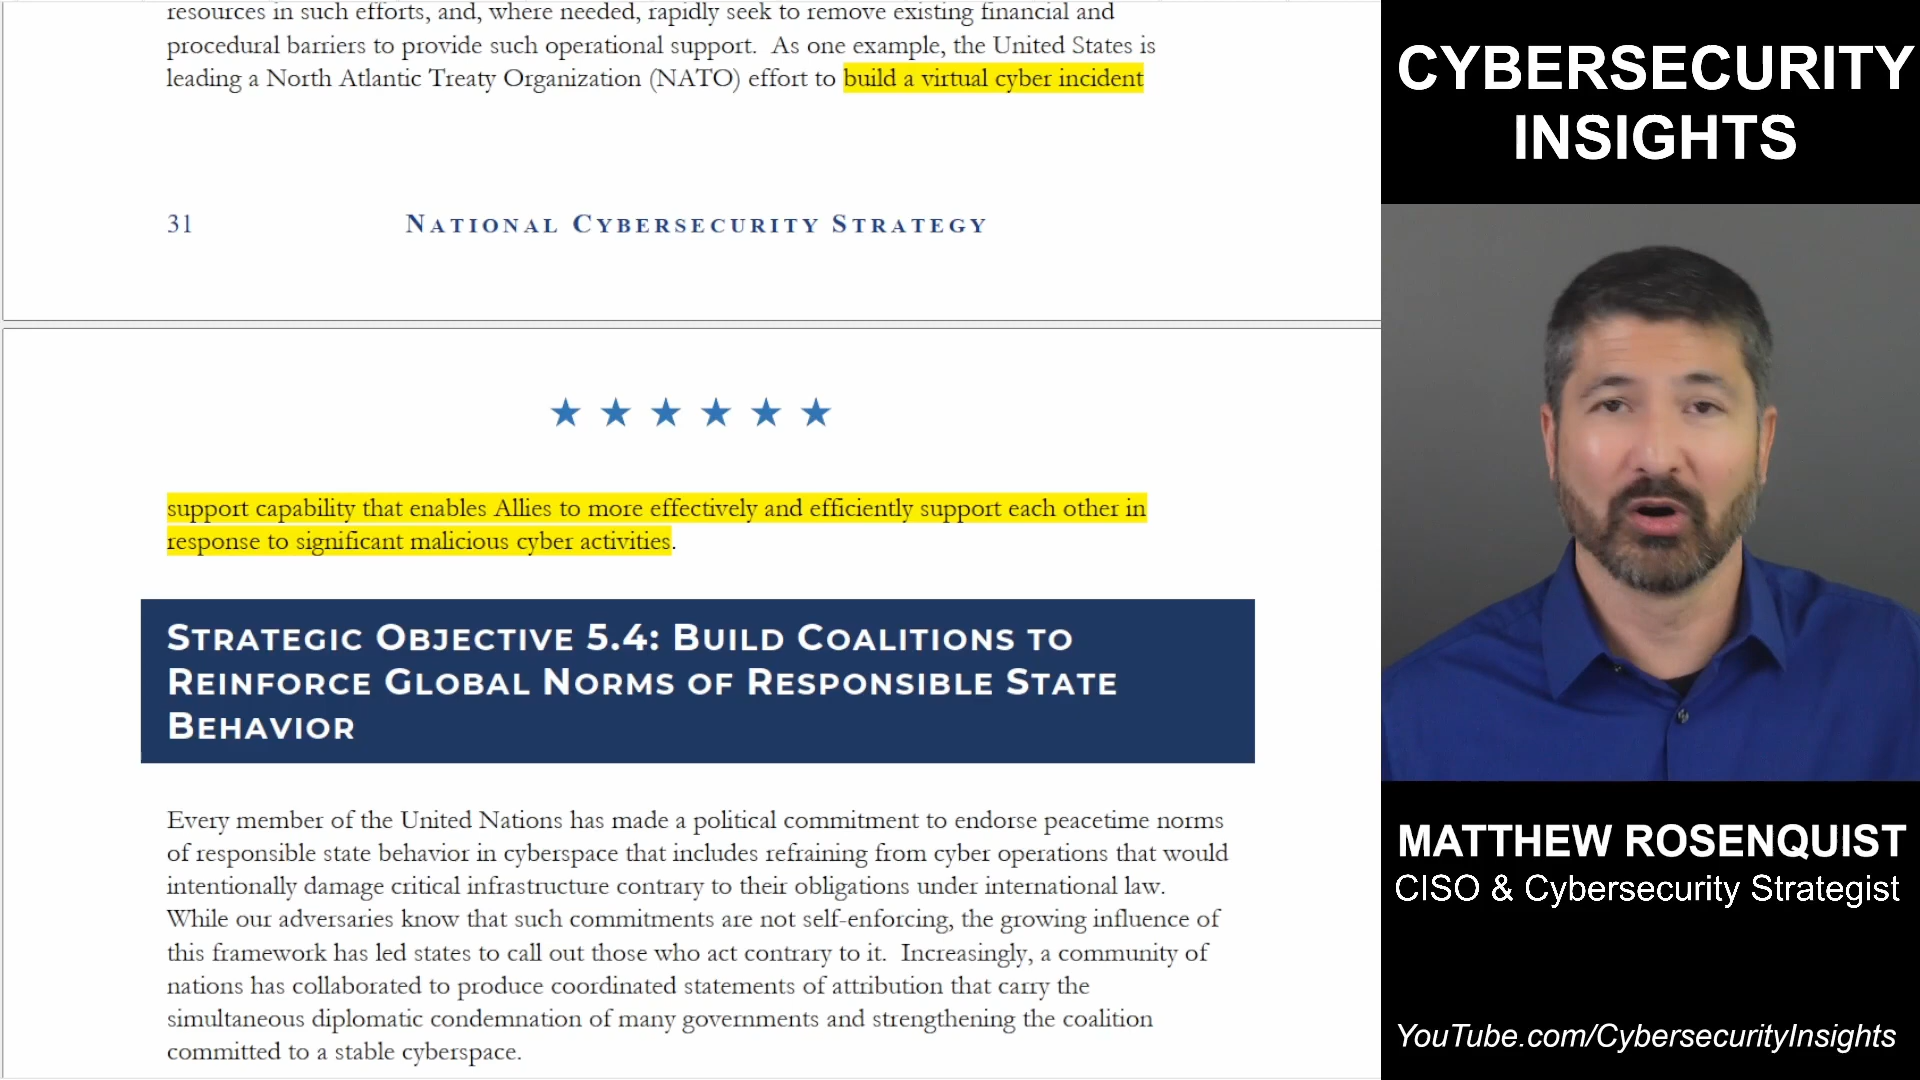 resources in such efforts, and, where needed, rapidly seek to remove existing financial and
procedural barriers to provide such operational support.  As one example, the United States is
leading a North Atlantic Treaty Organization (NATO) effort to build a virtual cyber incident
31 NATIONAL CYBERSECURITY STRATEGY
support capability that enables Allies to more effectively and efficiently support each other in
response to significant malicious cyber activities.
STRATEGIC OBJECTIVE 5.4: BUILD COALITIONS TO
REINFORCE GLOBAL NORMS OF RESPONSIBLE STATE
BEHAVIOR
Every member of the United Nations has made a political commitment to endorse peacetime norms
of responsible state behavior in cyberspace that includes refraining from cyber operations that would
intentionally damage critical infrastructure contrary to their obligations under international law.
While our adversaries know that such commitments are not self-enforcing, the growing influence of
this framework has led states to call out those who act contrary to it.  Increasingly, a community of
nations has collaborated to produce coordinated statements of attribution that carry the
simultaneous diplomatic condemnation of many governments and strengthening the coalition
committed to a stable cyberspace.
CYBERSECURITY
INSIGHTS
MATTHEW ROSENQUIST
CISO & Cybersecurity Strategist
YouTube.com/CybersecurityInsights